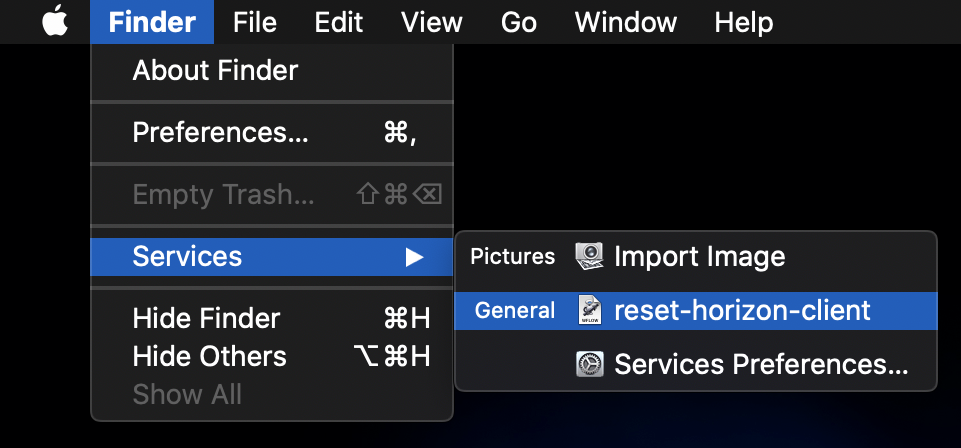 Finder File Edit View Go Window Help
About Finder
Preferences... ⌘,
Empty Trash... ⇧⌘⌫
Services ▶
Pictures Import Image
General WFLOW reset-horizon-client
Services Preferences...
Hide Finder ⌘H
Hide Others ⌥⌘H
Show All